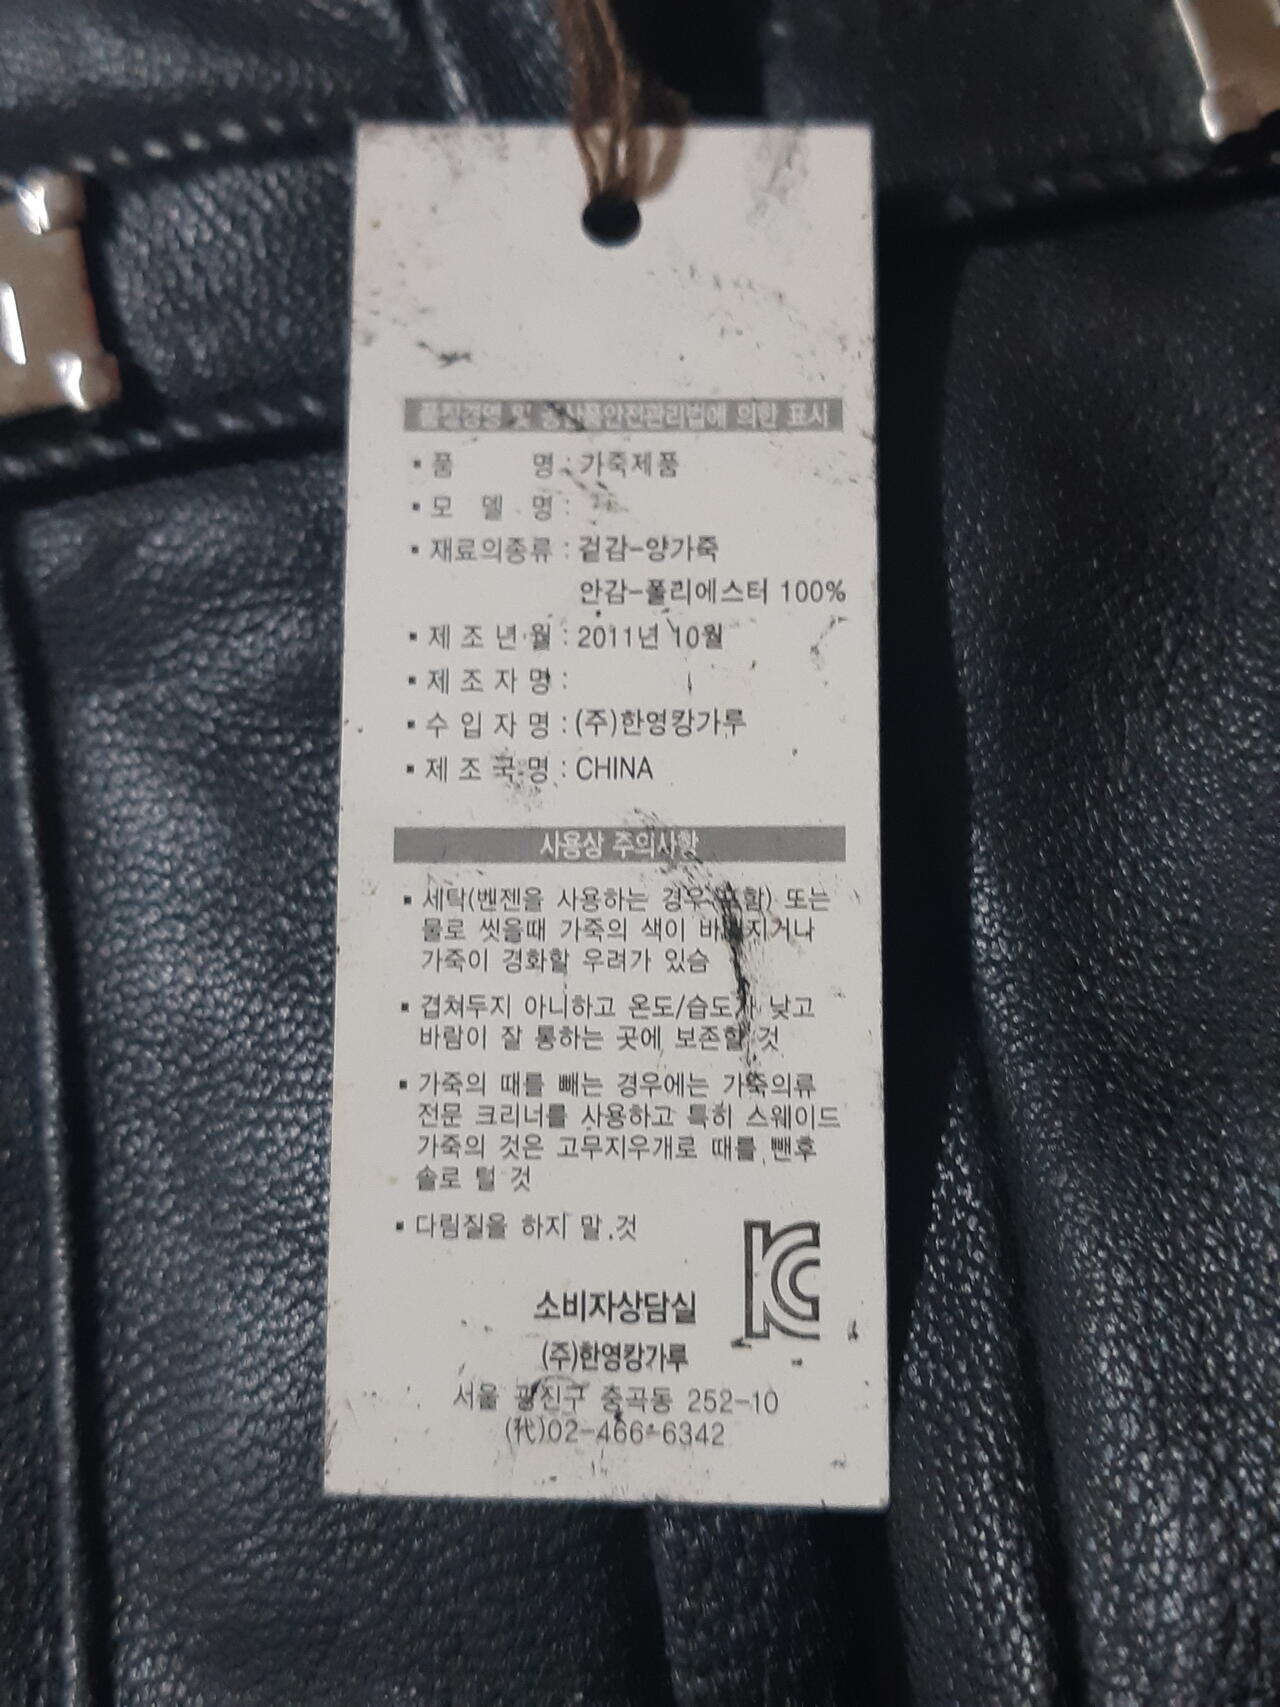 품질경영 및 공산품안전관리법에 의한 표시
▪ 품 명 : 가죽제품
▪ 모 델 명 :
▪ 재료의종류 : 겉감-양가죽
안감-폴리에스터 100%
▪ 제 조 년 월 : 2011년 10월
▪ 제 조 자 명 :
▪ 수 입 자 명 : (주)한영캉가루
▪ 제 조 국 명 : CHINA
사용상 주의사항
▪ 세탁(벤젠을 사용하는 경우 포함) 또는
물로 씻을때 가죽의 색이 바래지거나
가죽이 경화할 우려가 있슴
▪ 겹쳐두지 아니하고 온도/습도가 낮고
바람이 잘 통하는 곳에 보존할 것
▪ 가죽의 때를 빼는 경우에는 가죽의류
전문 크리너를 사용하고 특히 스웨이드
가죽의 것은 고무지우개로 때를 뺀후
솔로 털 것
▪ 다림질을 하지 말 것
KC
소비자상담실
(주)한영캉가루
서울 광진구 중곡동 252-10
(代)02-466-6342